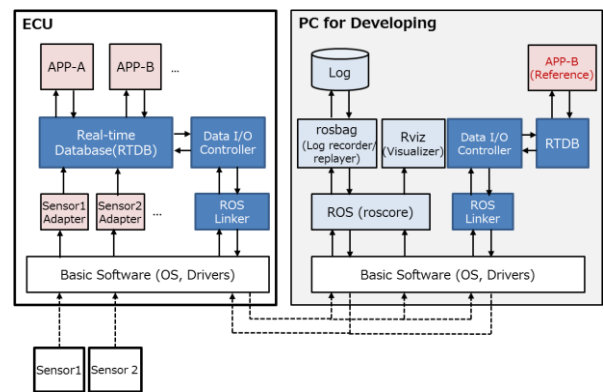 ECU
APP-A
APP-B
...
Real-time
Database(RTDB)
Data I/O
Controller
Sensor1
Adapter
Sensor2
Adapter
...
ROS
Linker
Basic Software (OS, Drivers)
Sensor1
Sensor 2
PC for Developing
Log
APP-B
(Reference)
rosbag
(Log recorder/
replayer)
Rviz
(Visualizer)
Data I/O
Controller
RTDB
ROS (roscore)
ROS
Linker
Basic Software (OS, Drivers)